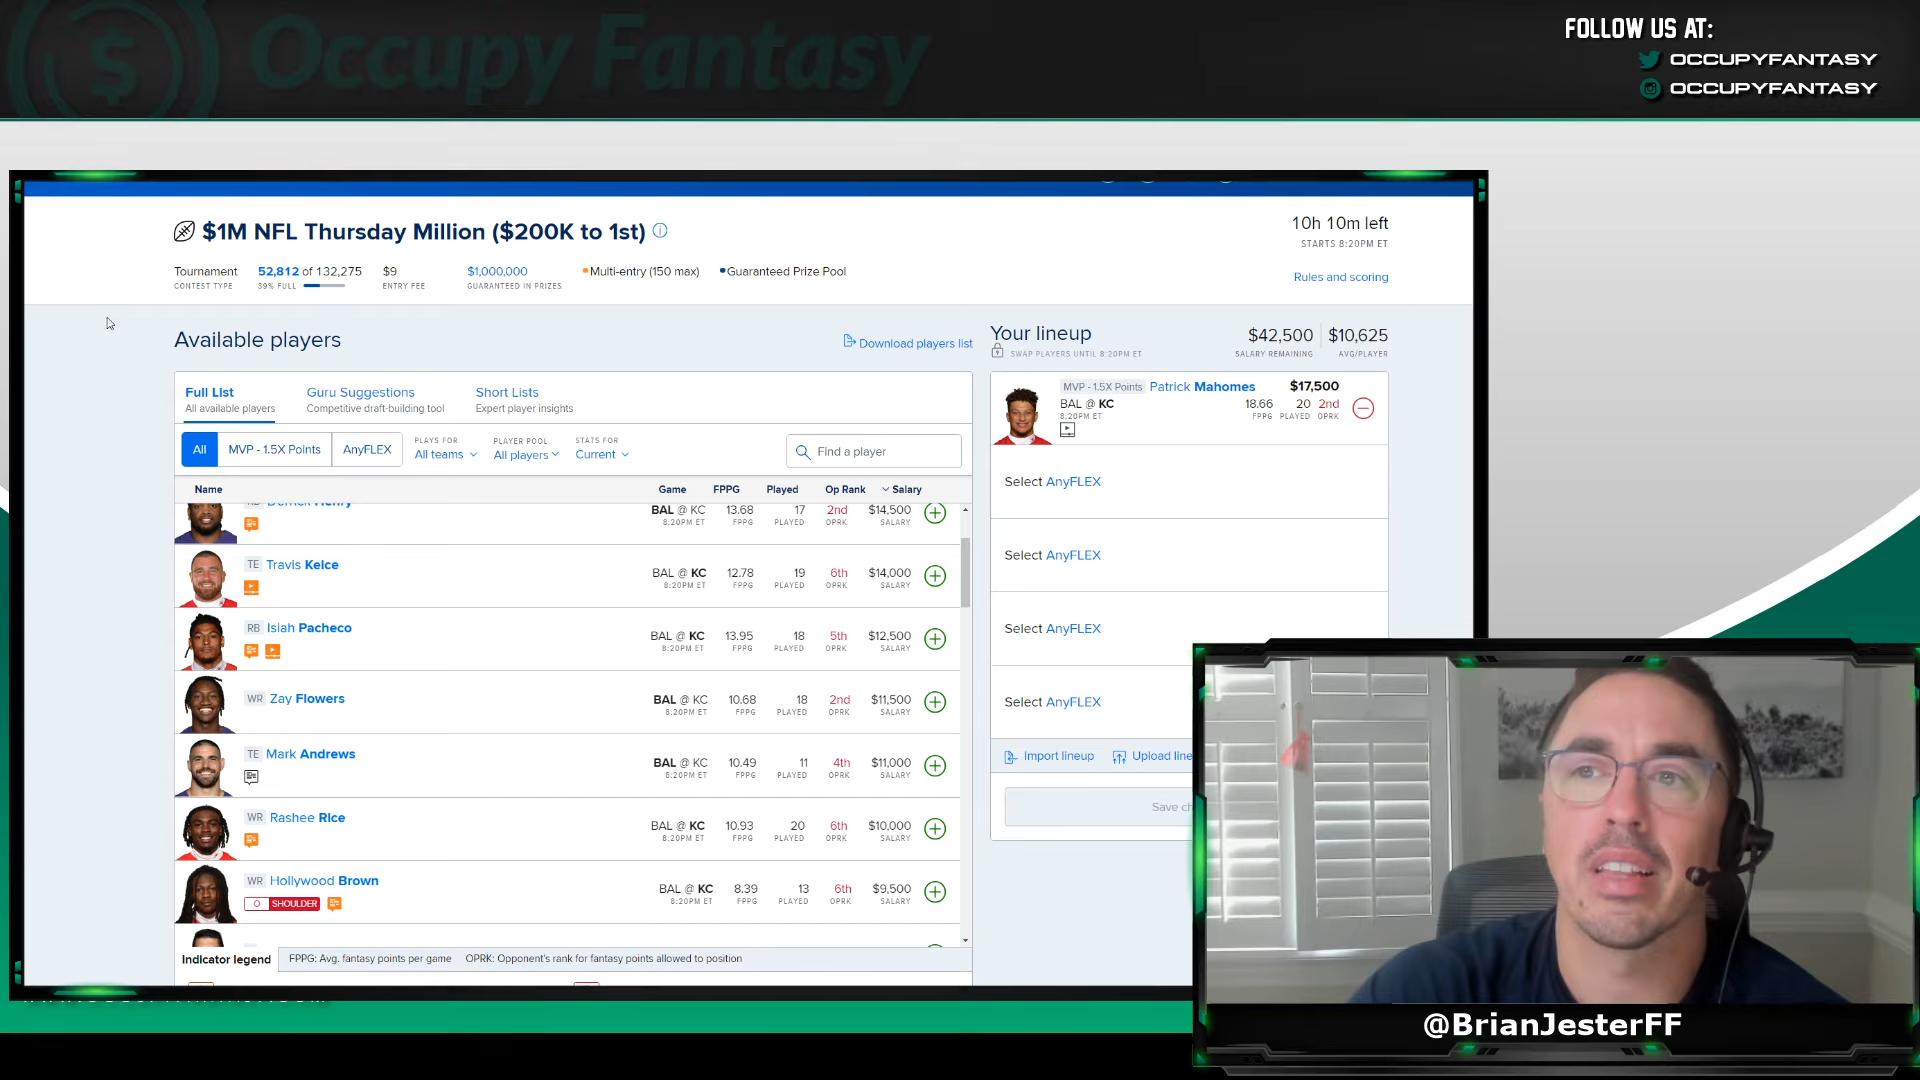 Occupy Fantasy
FOLLOW US AT:
OCCUPYFANTASY
OCCUPYFANTASY
$1M NFL Thursday Million ($200K to 1st)
10h 10m left
STARTS 8:20PM ET
Tournament 52,812 of 132,275 $9 $1,000,000 Multi-entry (150 max) Guaranteed Prize Pool
CONTEST TYPE 39% FULL ENTRY FEE GUARANTEED IN PRIZES
Rules and scoring
Available players
Download players list
Your lineup
SWAP PLAYERS UNTIL 8:20PM ET
$42,500 $10,625
SALARY REMAINING AVG/PLAYER
Full List Guru Suggestions Short Lists
All available players Competitive draft-building tool Expert player insights
All MVP - 1.5X Points AnyFLEX
PLAYS FOR PLAYER POOL STATS FOR
All teams All players Current
Find a player
Name Game FPPG Played Op Rank Salary
Derrick Henry BAL @ KC 13.68 17 2nd $14,500
8:20PM ET FPPG PLAYED OPRK SALARY
TE Travis Kelce BAL @ KC 12.78 19 6th $14,000
8:20PM ET FPPG PLAYED OPRK SALARY
RB Isiah Pacheco BAL @ KC 13.95 18 5th $12,500
8:20PM ET FPPG PLAYED OPRK SALARY
WR Zay Flowers BAL @ KC 10.68 18 2nd $11,500
8:20PM ET FPPG PLAYED OPRK SALARY
TE Mark Andrews BAL @ KC 10.49 11 4th $11,000
8:20PM ET FPPG PLAYED OPRK SALARY
WR Rashee Rice BAL @ KC 10.93 20 6th $10,000
8:20PM ET FPPG PLAYED OPRK SALARY
WR Hollywood Brown BAL @ KC 8.39 13 6th $9,500
O SHOULDER 8:20PM ET FPPG PLAYED OPRK SALARY
Indicator legend FPPG: Avg. fantasy points per game OPRK: Opponent's rank for fantasy points allowed to position
MVP - 1.5X Points Patrick Mahomes $17,500
BAL @ KC 18.66 20 2nd
8:20PM ET FPPG PLAYED OPRK
Select AnyFLEX
Select AnyFLEX
Select AnyFLEX
Select AnyFLEX
Import lineup Upload line
Save ch
@BrianJesterFF